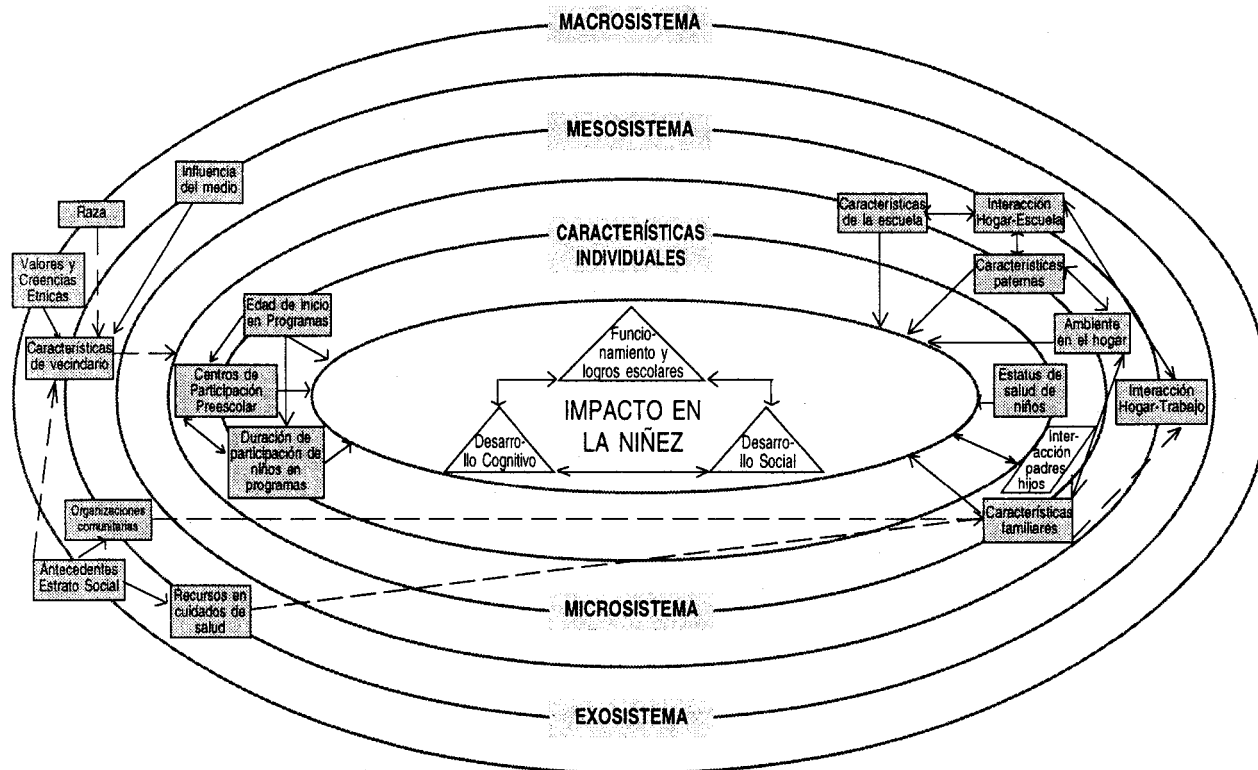 MACROSISTEMA
MESOSISTEMA
Influencia
del medio
Raza
Valores y
Creencias
Etnicas
Características
de vecindario
CARACTERÍSTICAS
INDIVIDUALES
Edad de inicio
en Programas
Centros de
Participación
Preescolar
Duración de
participación de
niños en
programas
Características
de la escuela
Interacción
Hogar-Escuela
Características
paternas
Ambiente
en el hogar
Estatus de
salud de
niños
Interacción
Hogar-Trabajo
Inter-
acción
padres
hijos
Características
familiares
Funcio-
namiento y
logros escolares
IMPACTO EN
LA NIÑEZ
Desarro-
llo Cognitivo
Desarro-
llo Social
Organizaciones
comunitarias
Antecedentes
Estrato Social
Recursos en
cuidados de
salud
MICROSISTEMA
EXOSISTEMA